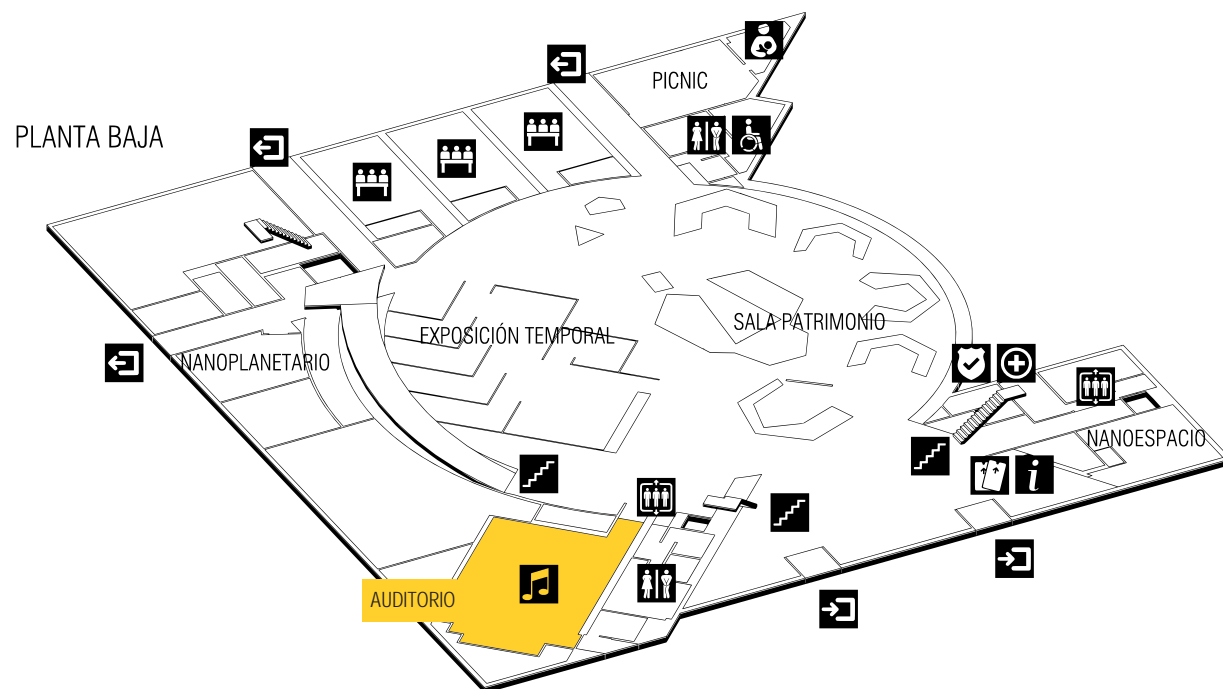 PICNIC
PLANTA BAJA
EXPOSICIÓN TEMPORAL
SALA PATRIMONIO
NANOPLANETARIO
NANOESPACIO
i
AUDITORIO